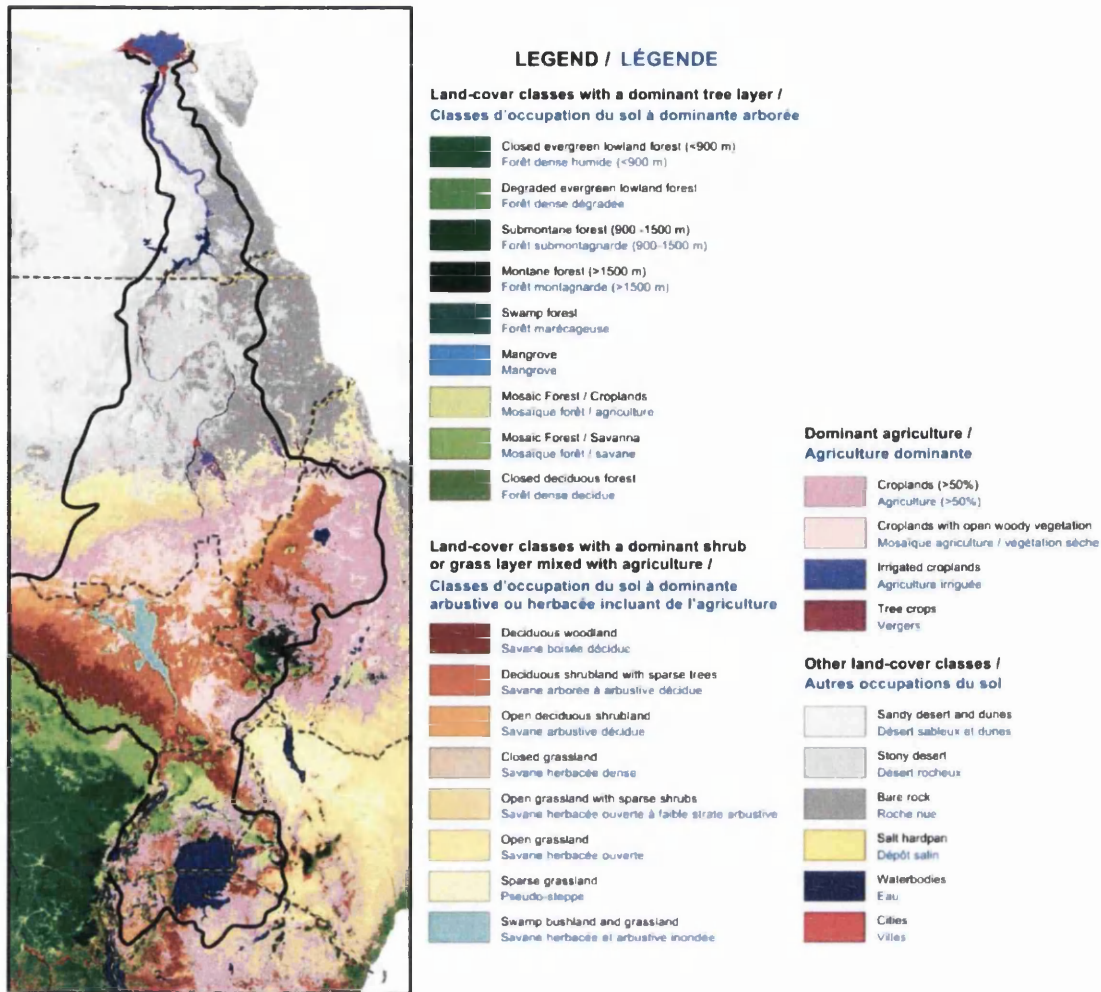 LEGEND / LÉGENDE
Land-cover classes with a dominant tree layer /
Classes d'occupation du sol à dominante arborée
Closed evergreen lowland forest (<900 m)
Forêt dense humide (<900 m)
Degraded evergreen lowland forest
Forêt dense dégradée
Submontane forest (900 -1500 m)
Forêt submontagnarde (900-1500 m)
Montane forest (>1500 m)
Forêt montagnarde (>1500 m)
Swamp forest
Forêt marécageuse
Mangrove
Mangrove
Mosaic Forest / Croplands
Mosaïque forêt / agriculture
Mosaic Forest / Savanna
Mosaïque forêt / savane
Closed deciduous forest
Forêt dense décidue
Land-cover classes with a dominant shrub
or grass layer mixed with agriculture /
Classes d'occupation du sol à dominante
arbustive ou herbacée incluant de l'agriculture
Deciduous woodland
Savane boisée décidue
Deciduous shrubland with sparse trees
Savane arborée à arbustive décidue
Open deciduous shrubland
Savane arbustive décidue
Closed grassland
Savane herbacée dense
Open grassland with sparse shrubs
Savane herbacée ouverte à faible strate arbustive
Open grassland
Savane herbacée ouverte
Sparse grassland
Pseudo-steppe
Swamp bushland and grassland
Savane herbacée et arbustive inondée
Dominant agriculture /
Agriculture dominante
Croplands (>50%)
Agriculture (>50%)
Croplands with open woody vegetation
Mosaïque agriculture / végétation sèche
Irrigated croplands
Agriculture irriguée
Tree crops
Vergers
Other land-cover classes /
Autres occupations du sol
Sandy desert and dunes
Désert sableux et dunes
Stony desert
Désert rocheux
Bare rock
Roche nue
Salt hardpan
Dépôt salin
Waterbodies
Eau
Cities
Villes